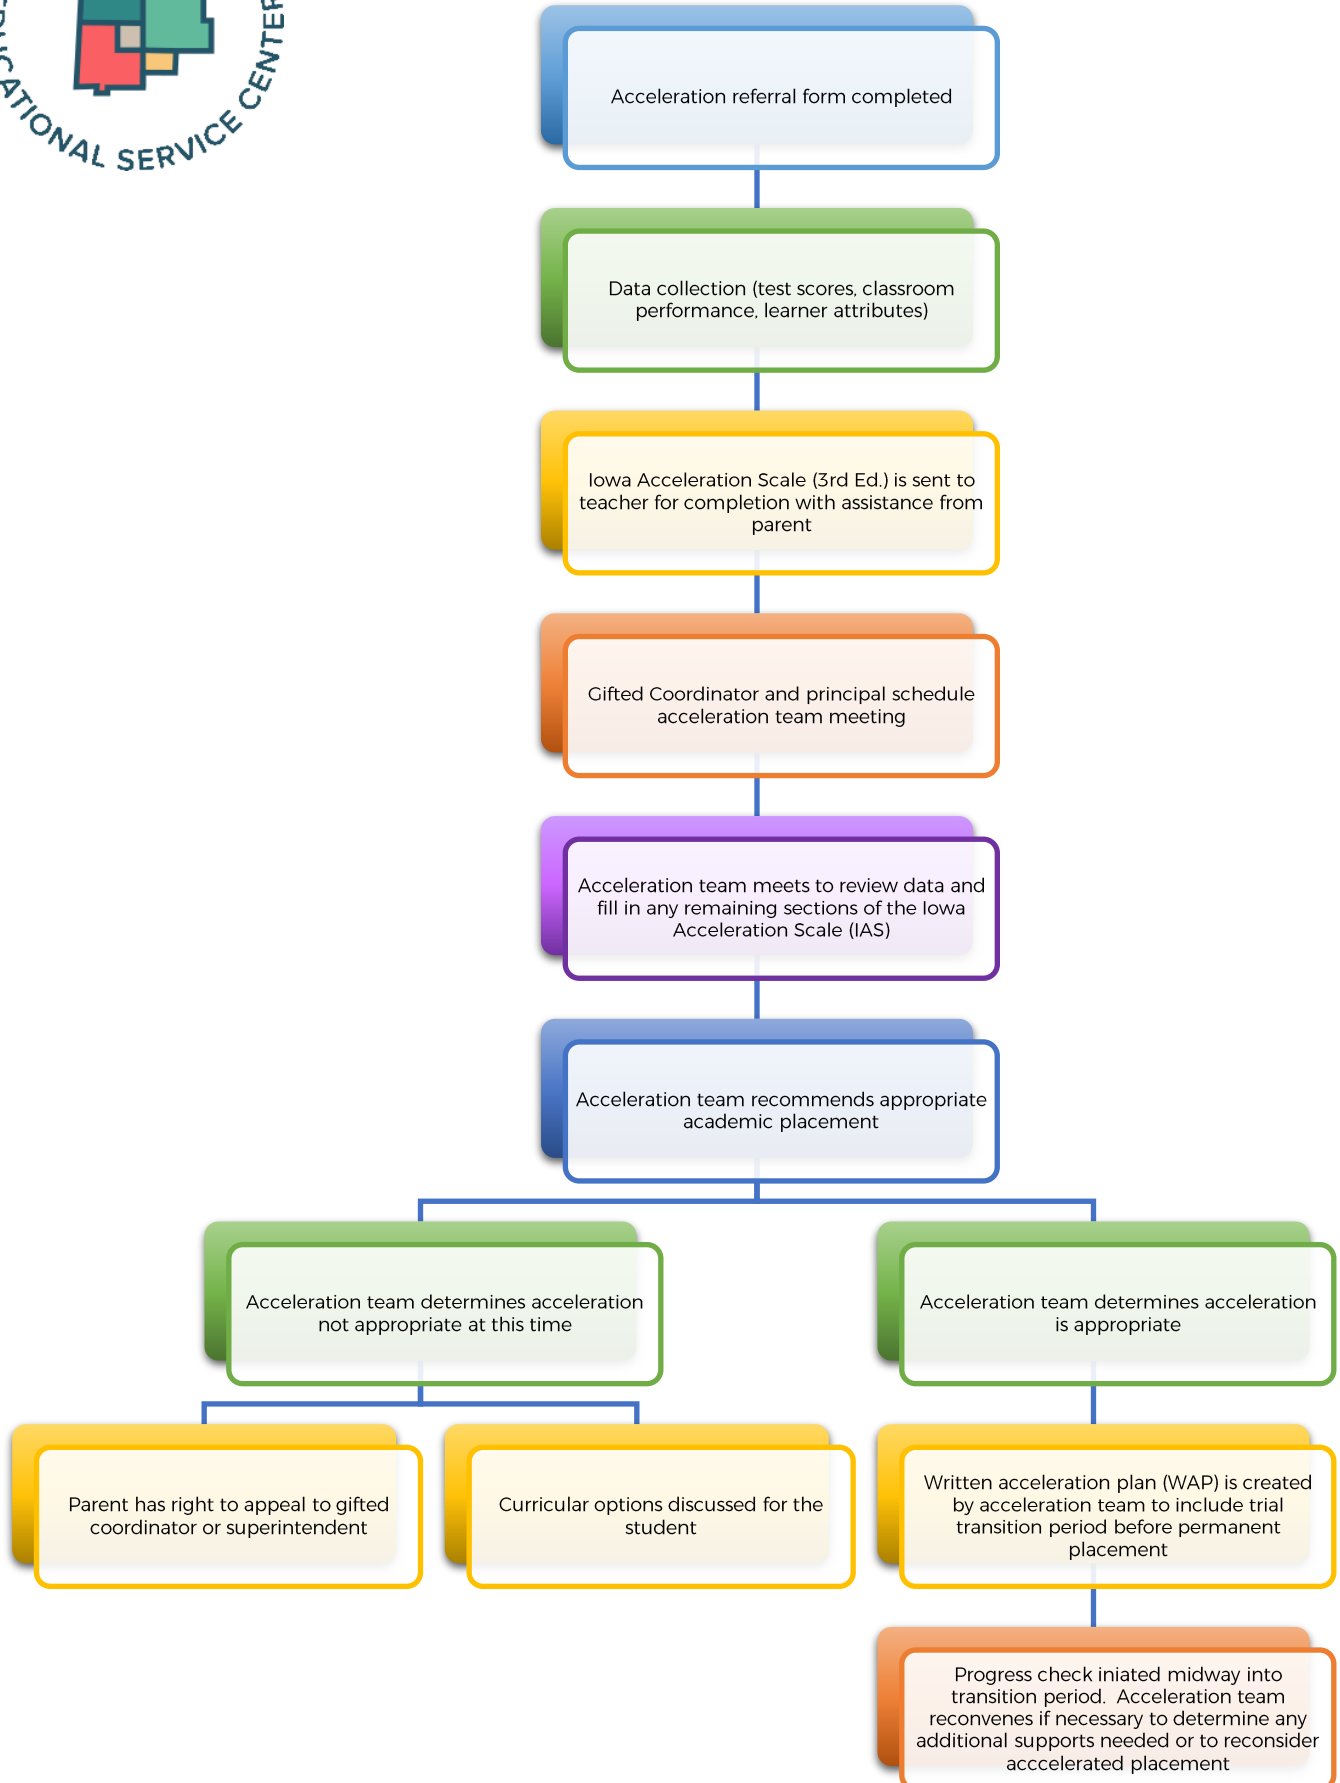 ATIONAL SERVICE CENTER
Acceleration referral form completed
Data collection (test scores, classroom
performance, learner attributes)
Iowa Acceleration Scale (3rd Ed.) is sent to
teacher for completion with assistance from
parent
Gifted Coordinator and principal schedule
acceleration team meeting
Acceleration team meets to review data and
fill in any remaining sections of the Iowa
Acceleration Scale (IAS)
Acceleration team recommends appropriate
academic placement
Acceleration team determines acceleration
not appropriate at this time
Acceleration team determines acceleration
is appropriate
Parent has right to appeal to gifted
coordinator or superintendent
Curricular options discussed for the
student
Written acceleration plan (WAP) is created
by acceleration team to include trial
transition period before permanent
placement
Progress check iniated midway into
transition period.  Acceleration team
reconvenes if necessary to determine any
additional supports needed or to reconsider
acccelerated placement